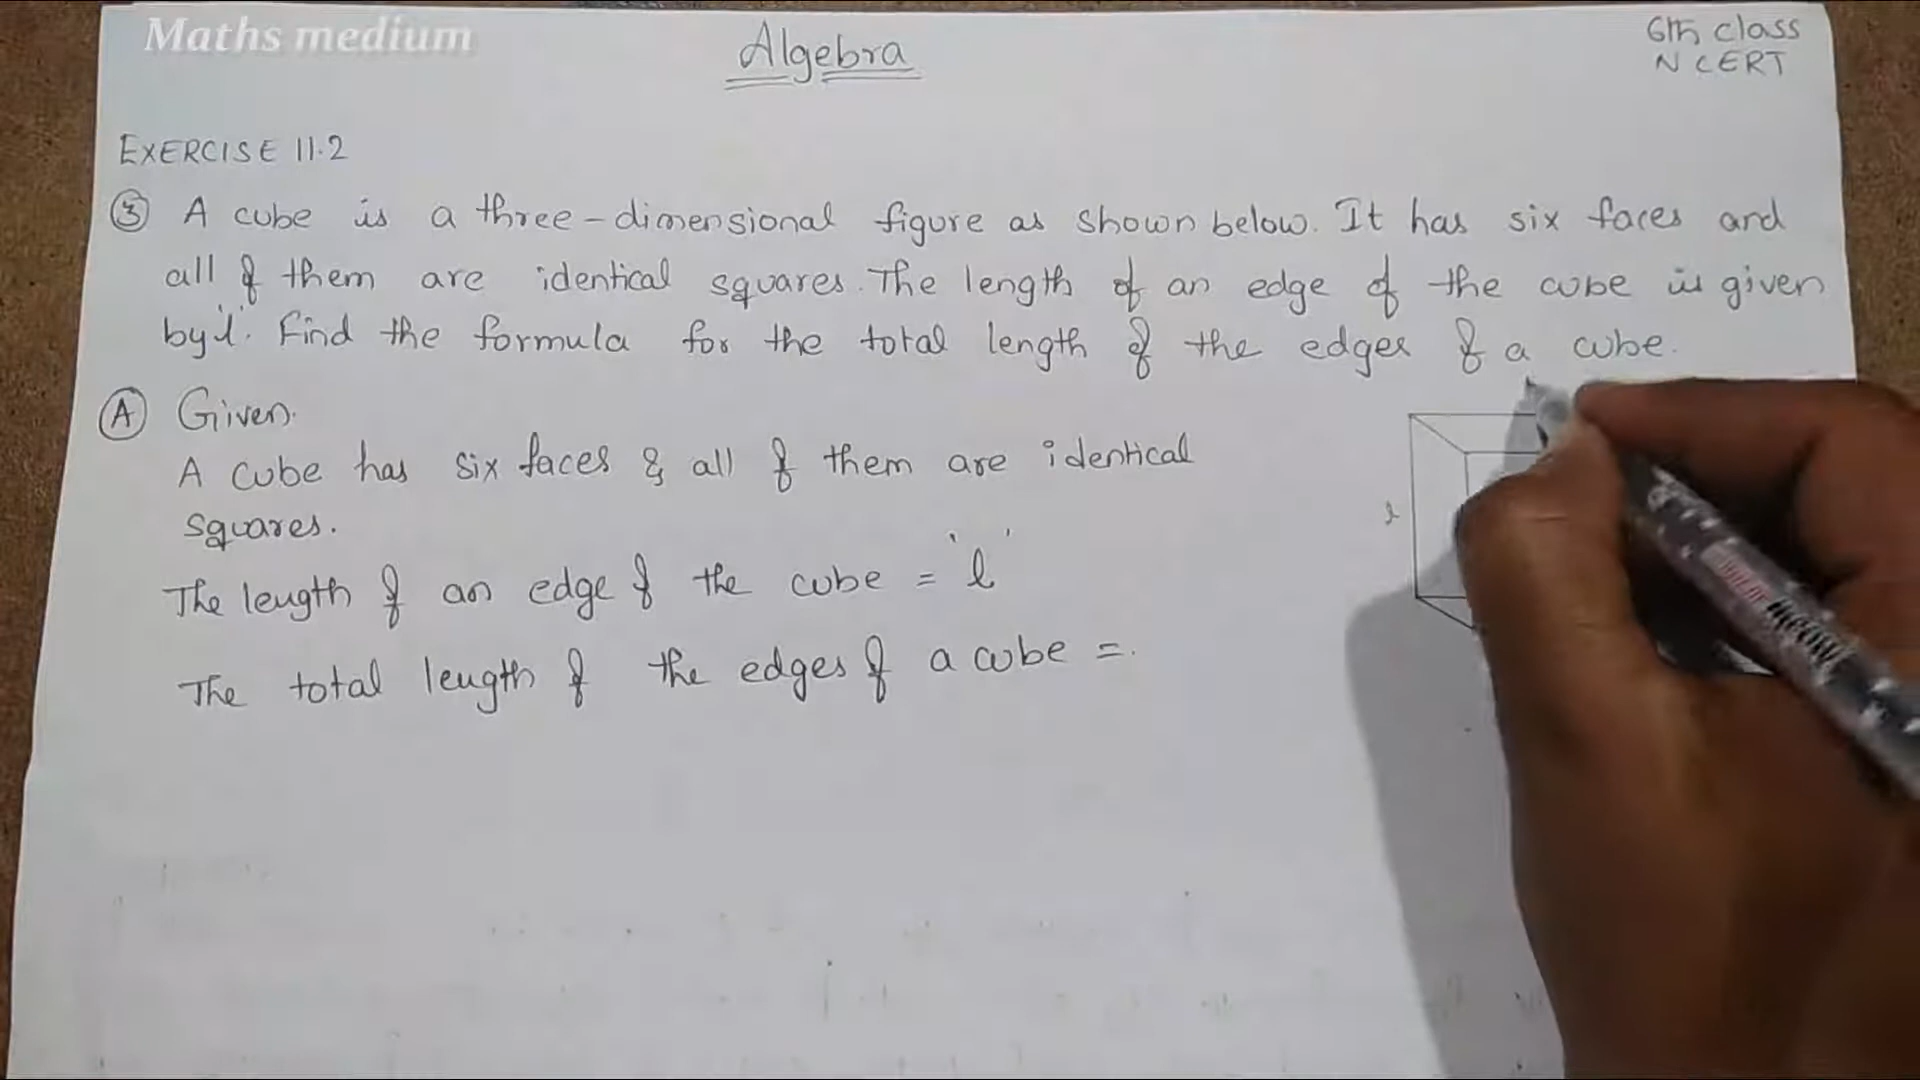 Maths medium
Algebra
6th class
NCERT
EXERCISE 11.2
③ A cube is a three-dimensional figure as shown below. It has six faces and
all of them are identical squares. The length of an edge of the cube is given
by 'l'. Find the formula for the total length of the edges of a cube.
Ⓐ Given.
A cube has six faces & all of them are identical
squares.
The length of an edge of the cube = 'l'
The total length of the edges of a cube =.
l